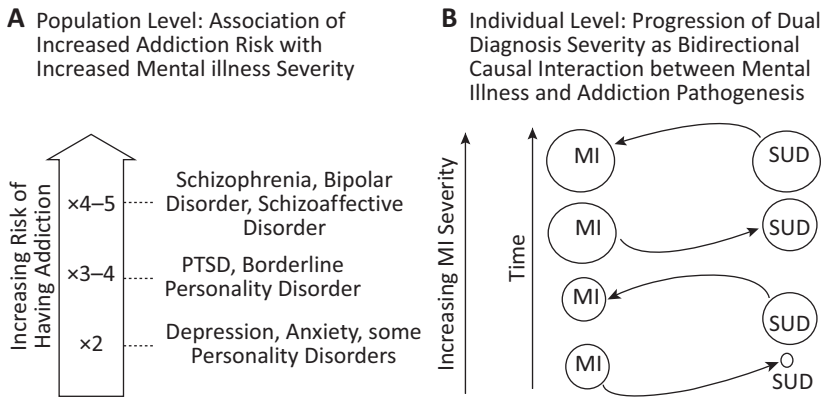 A Population Level: Association of
Increased Addiction Risk with
Increased Mental illness Severity
Increasing Risk of
Having Addiction
×4–5
Schizophrenia, Bipolar
Disorder, Schizoaffective
Disorder
×3–4
PTSD, Borderline
Personality Disorder
×2
Depression, Anxiety, some
Personality Disorders
B Individual Level: Progression of Dual
Diagnosis Severity as Bidirectional
Causal Interaction between Mental
Illness and Addiction Pathogenesis
Increasing MI Severity
Time
MI
SUD
MI
SUD
MI
SUD
MI
SUD